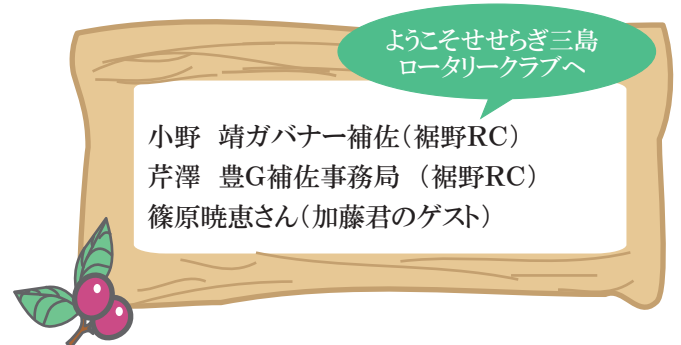 ようこそせせらぎ三島
ロータリークラブへ
小野　靖ガバナー補佐（裾野RC）
芹澤　豊G補佐事務局　（裾野RC）
篠原暁恵さん（加藤君のゲスト）